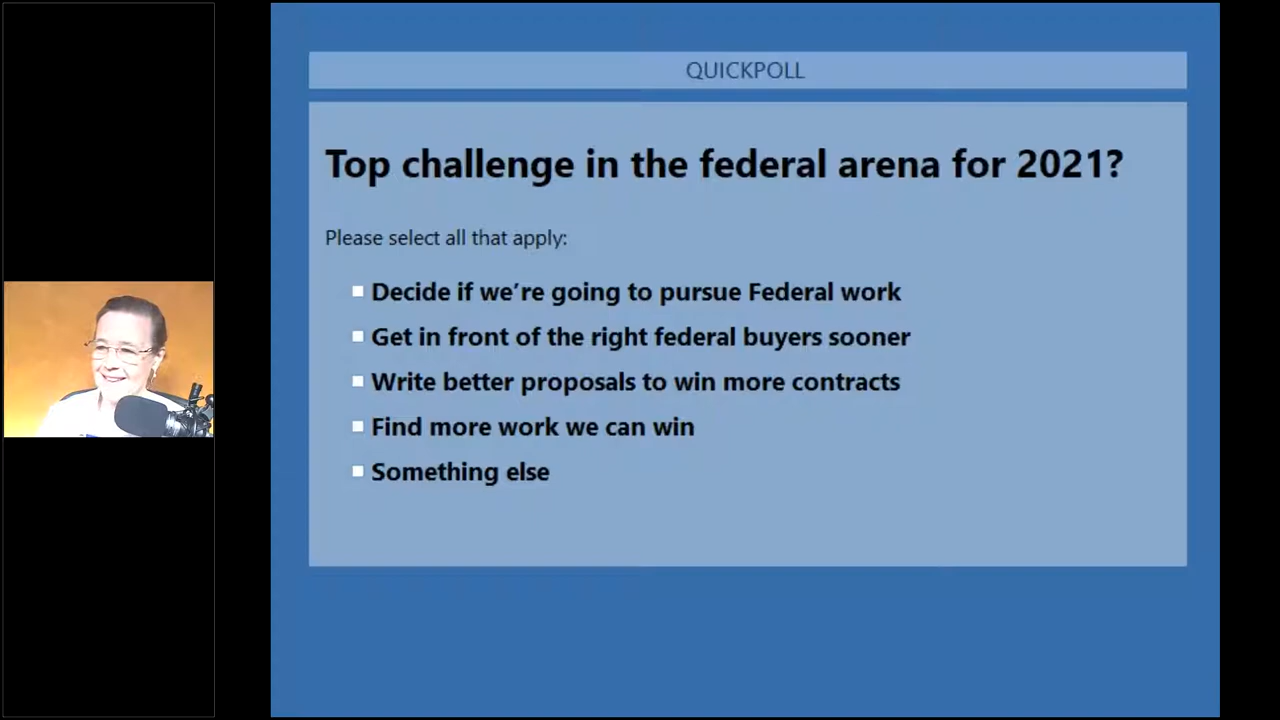 QUICKPOLL
Top challenge in the federal arena for 2021?
Please select all that apply:
Decide if we’re going to pursue Federal work
Get in front of the right federal buyers sooner
Write better proposals to win more contracts
Find more work we can win
Something else